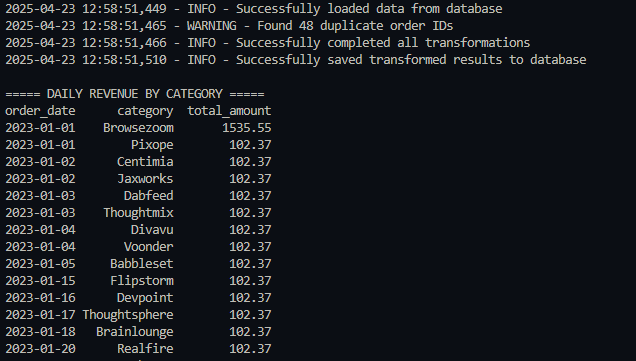 2025-04-23 12:58:51,449 - INFO - Successfully loaded data from database
2025-04-23 12:58:51,465 - WARNING - Found 48 duplicate order IDs
2025-04-23 12:58:51,466 - INFO - Successfully completed all transformations
2025-04-23 12:58:51,510 - INFO - Successfully saved transformed results to database
===== DAILY REVENUE BY CATEGORY =====
order_date category total_amount
2023-01-01 Browsezoom 1535.55
2023-01-01 Pixope 102.37
2023-01-02 Centimia 102.37
2023-01-02 Jaxworks 102.37
2023-01-03 Dabfeed 102.37
2023-01-03 Thoughtmix 102.37
2023-01-04 Divavu 102.37
2023-01-04 Voonder 102.37
2023-01-05 Babbleset 102.37
2023-01-15 Flipstorm 102.37
2023-01-16 Devpoint 102.37
2023-01-17 Thoughtsphere 102.37
2023-01-18 Brainlounge 102.37
2023-01-20 Realfire 102.37